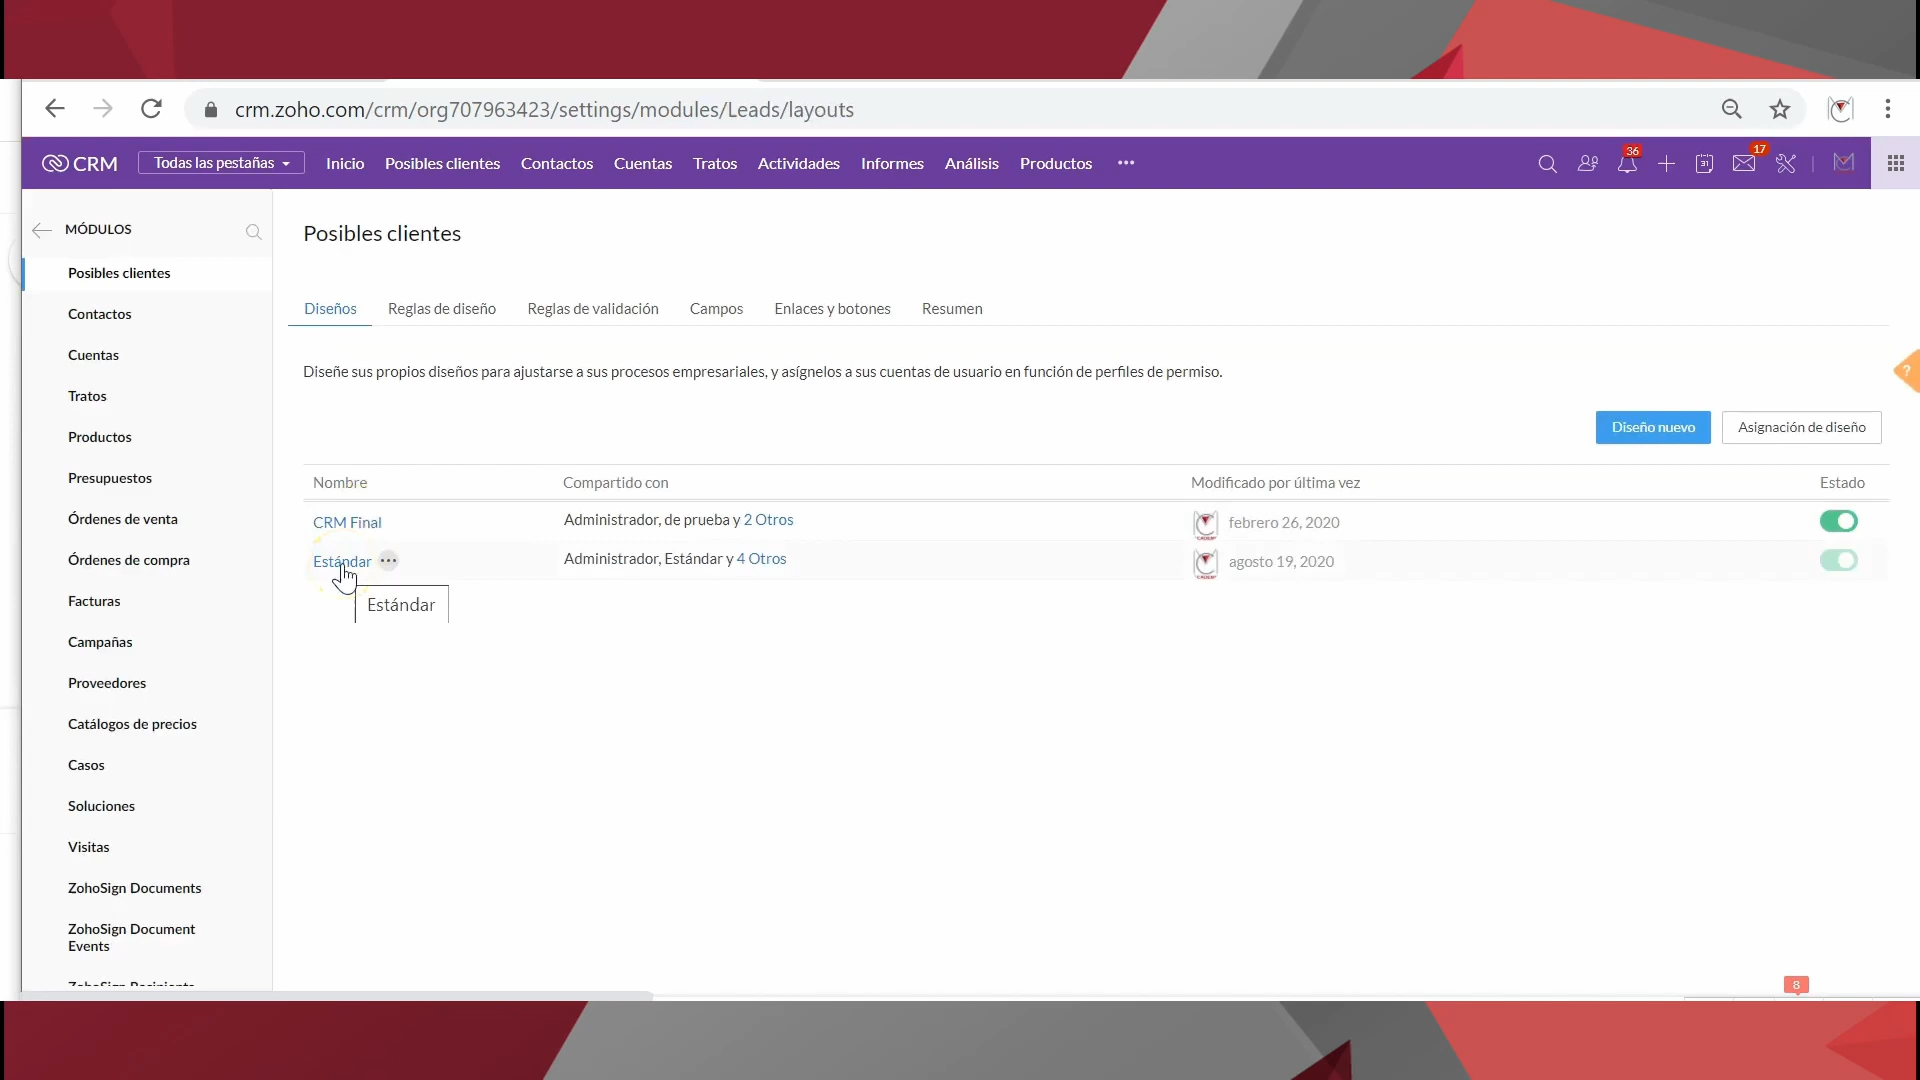 crm.zoho.com/crm/org707963423/settings/modules/Leads/layouts
CRM Todas las pestañas Inicio Posibles clientes Contactos Cuentas Tratos Actividades Informes Análisis Productos 36 31 17
MÓDULOS
Posibles clientes
Contactos
Cuentas
Tratos
Productos
Presupuestos
Órdenes de venta
Órdenes de compra
Facturas
Campañas
Proveedores
Catálogos de precios
Casos
Soluciones
Visitas
ZohoSign Documents
ZohoSign Document
Events
ZohoSign Recipients
Posibles clientes
Diseños Reglas de diseño Reglas de validación Campos Enlaces y botones Resumen
Diseñe sus propios diseños para ajustarse a sus procesos empresariales, y asígnelos a sus cuentas de usuario en función de perfiles de permiso.
?
Diseño nuevo Asignación de diseño
Nombre Compartido con Modificado por última vez Estado
CRM Final Administrador, de prueba y 2 Otros febrero 26, 2020
Estándar Administrador, Estándar y 4 Otros agosto 19, 2020
Estándar
8